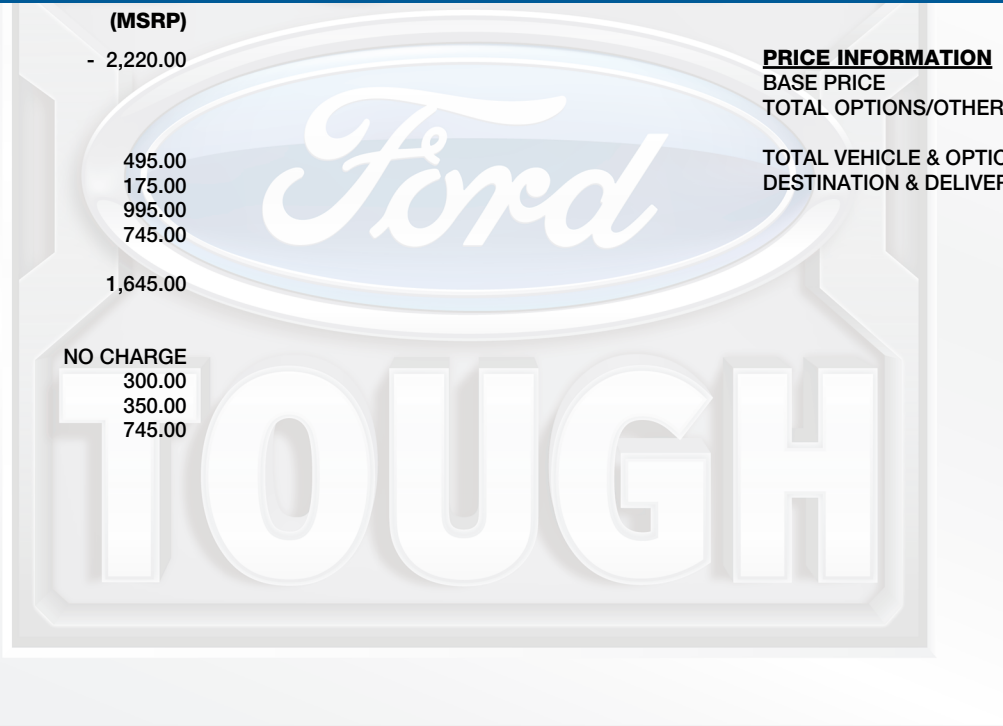 (MSRP)
- 2,220.00
495.00
175.00
995.00
745.00
1,645.00
NO CHARGE
300.00
350.00
745.00
PRICE INFORMATION
BASE PRICE
TOTAL OPTIONS/OTHER
TOTAL VEHICLE & OPTIO
DESTINATION & DELIVER
Ford
TOUGH